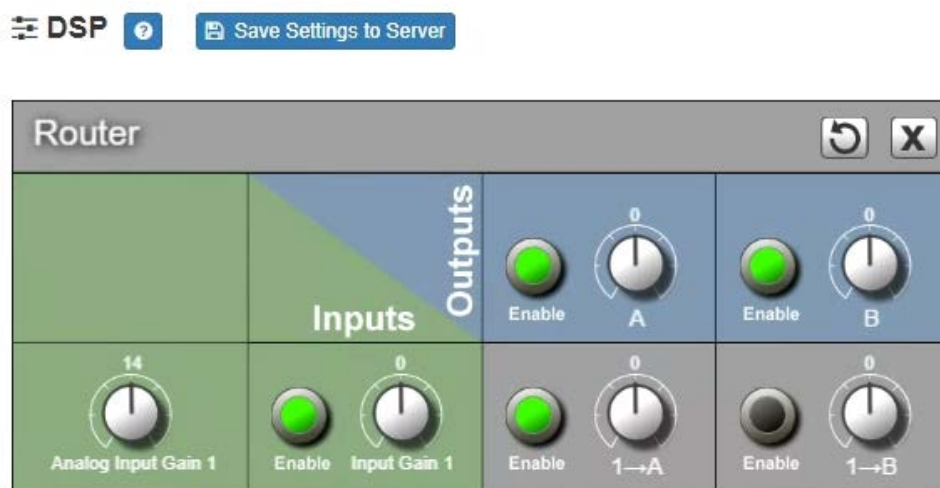 DSP ? Save Settings to Server
Router X
Outputs
Inputs
0 0
Enable A Enable B
14 0 0 0
Analog Input Gain 1 Enable Input Gain 1 Enable 1→A Enable 1→B